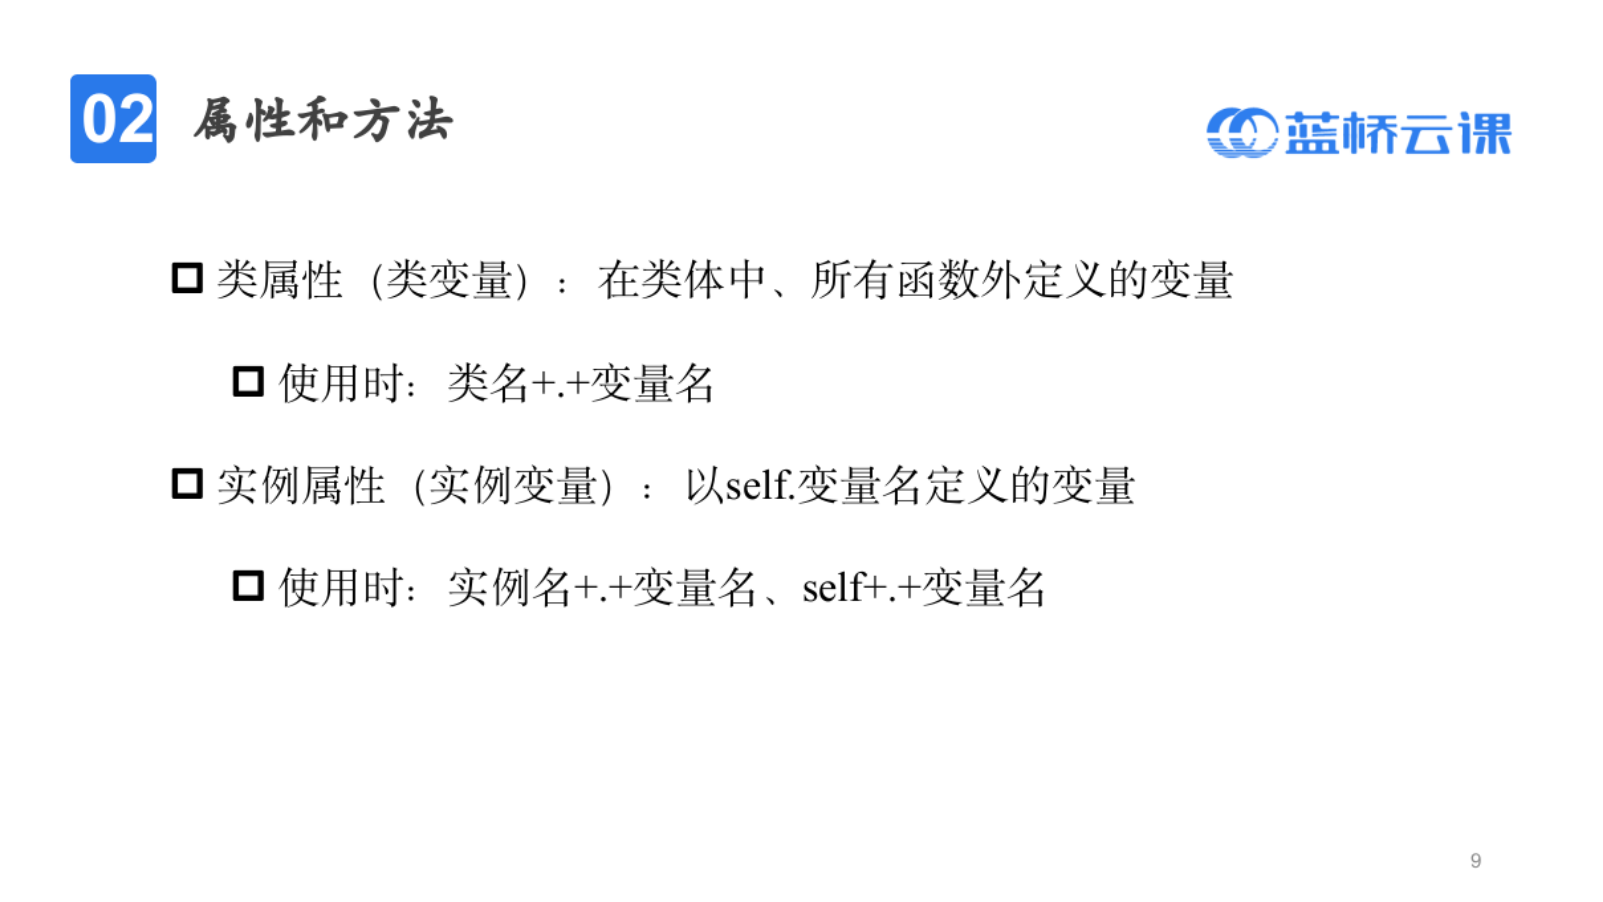 02 属性和方法
蓝桥云课
类属性（类变量）：在类体中、所有函数外定义的变量
使用时：类名+.+变量名
实例属性（实例变量）：以self.变量名定义的变量
使用时：实例名+.+变量名、self+.+变量名
9